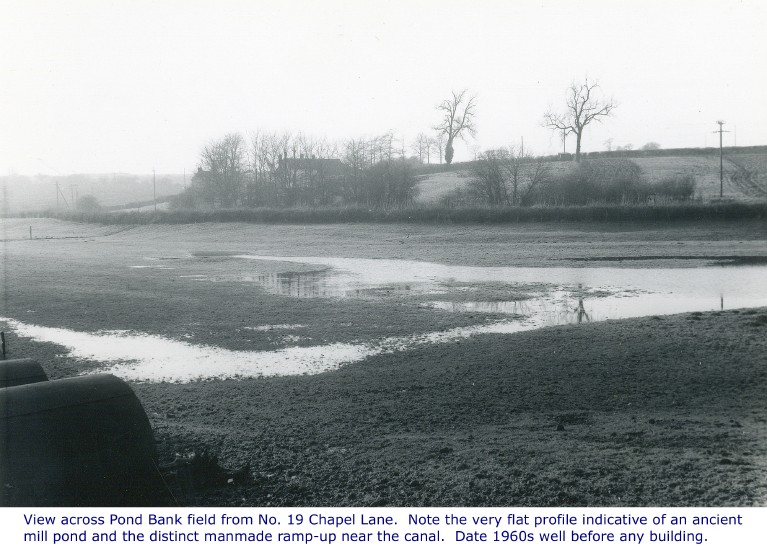 View across Pond Bank field from No. 19 Chapel Lane.  Note the very flat profile indicative of an ancient
mill pond and the distinct manmade ramp-up near the canal.  Date 1960s well before any building.